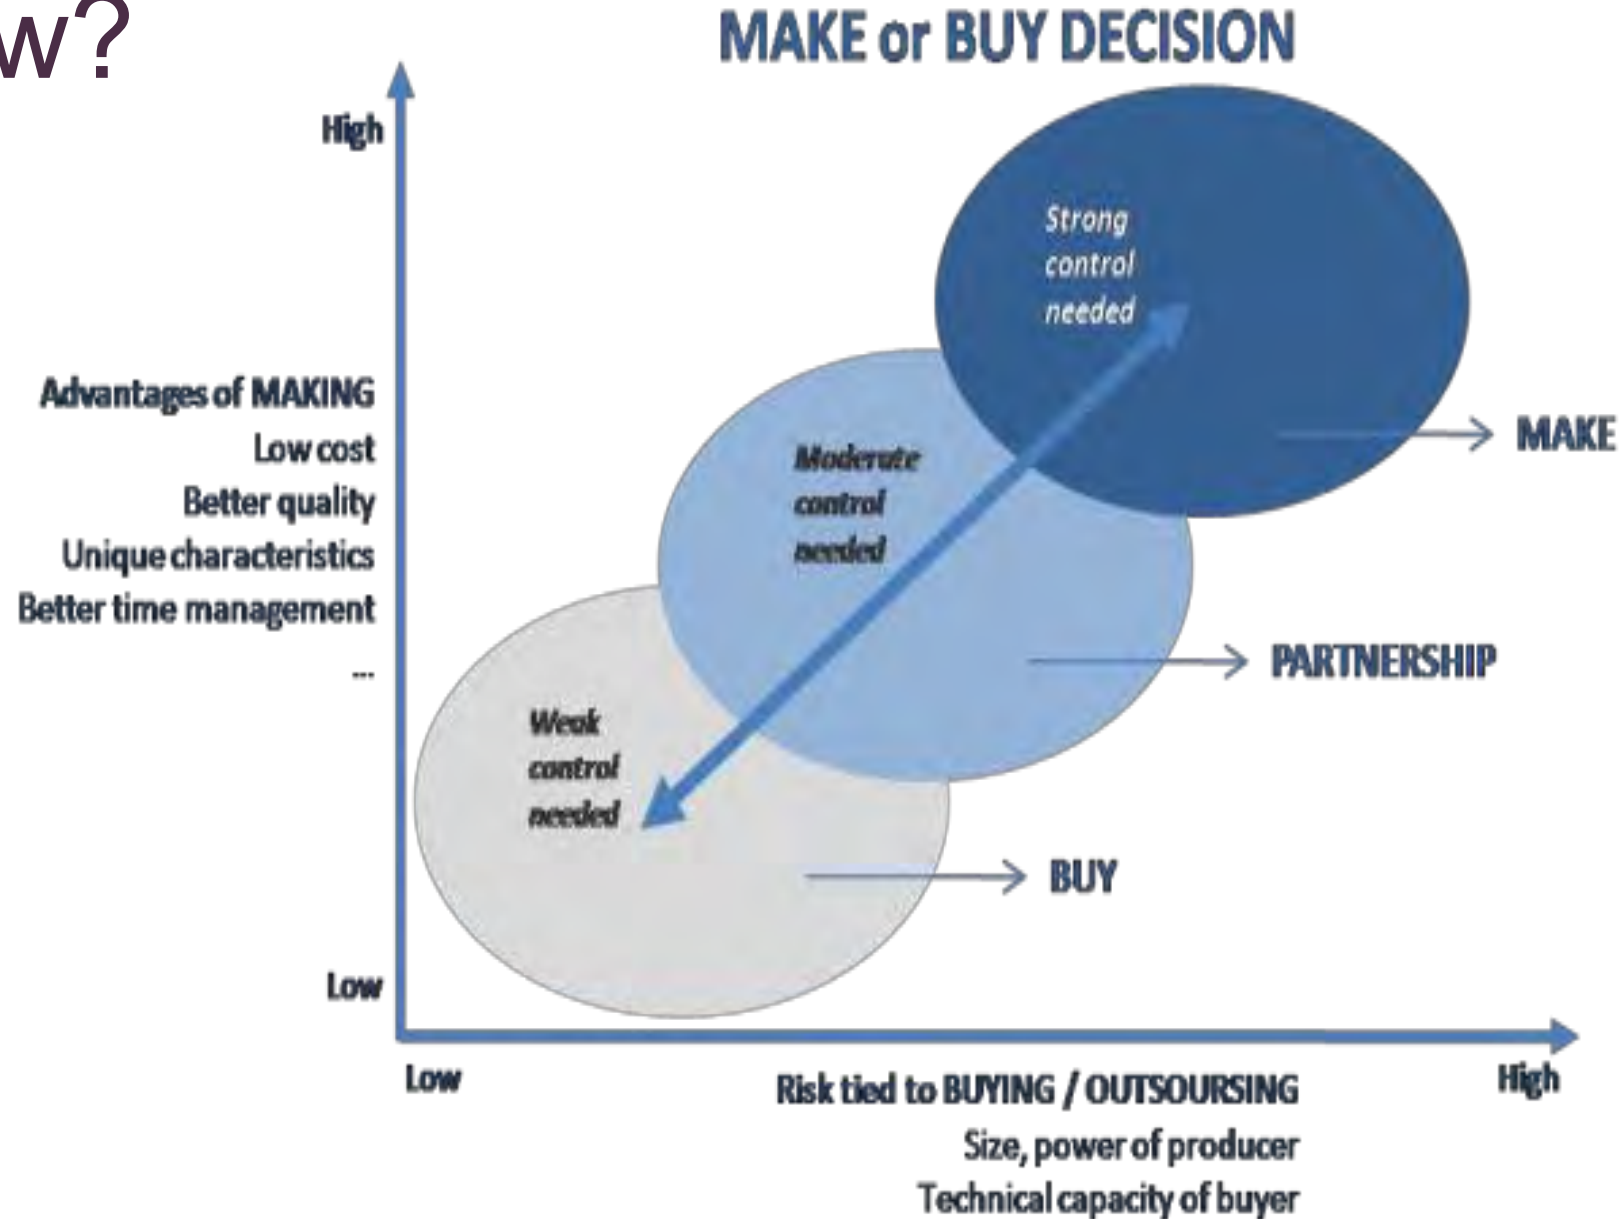 w?
MAKE or BUY DECISION
High
Strong
control
needed
Advantages of MAKING
Low cost
Better quality
Unique characteristics
Better time management
...
MAKE
Moderate
control
needed
PARTNERSHIP
Weak
control
needed
BUY
Low
Low
High
Risk tied to BUYING / OUTSOURSING
Size, power of producer
Technical capacity of buyer